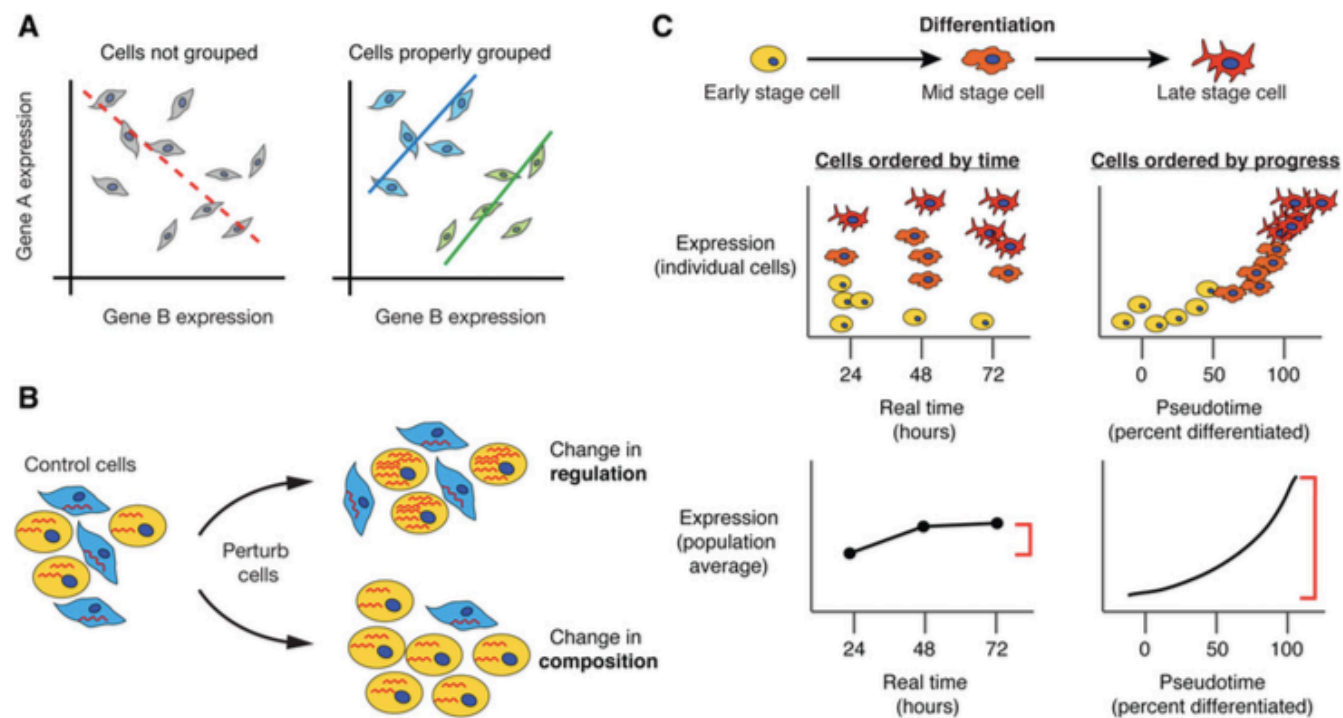 A
Cells not grouped
Cells properly grouped
Gene A expression
Gene B expression
Gene B expression
B
Control cells
Perturb
cells
Change in
regulation
Change in
composition
C
Differentiation
Early stage cell
Mid stage cell
Late stage cell
Cells ordered by time
Cells ordered by progress
Expression
(individual cells)
24
48
72
Real time
(hours)
0
50
100
Pseudotime
(percent differentiated)
Expression
(population
average)
24
48
72
Real time
(hours)
0
50
100
Pseudotime
(percent differentiated)